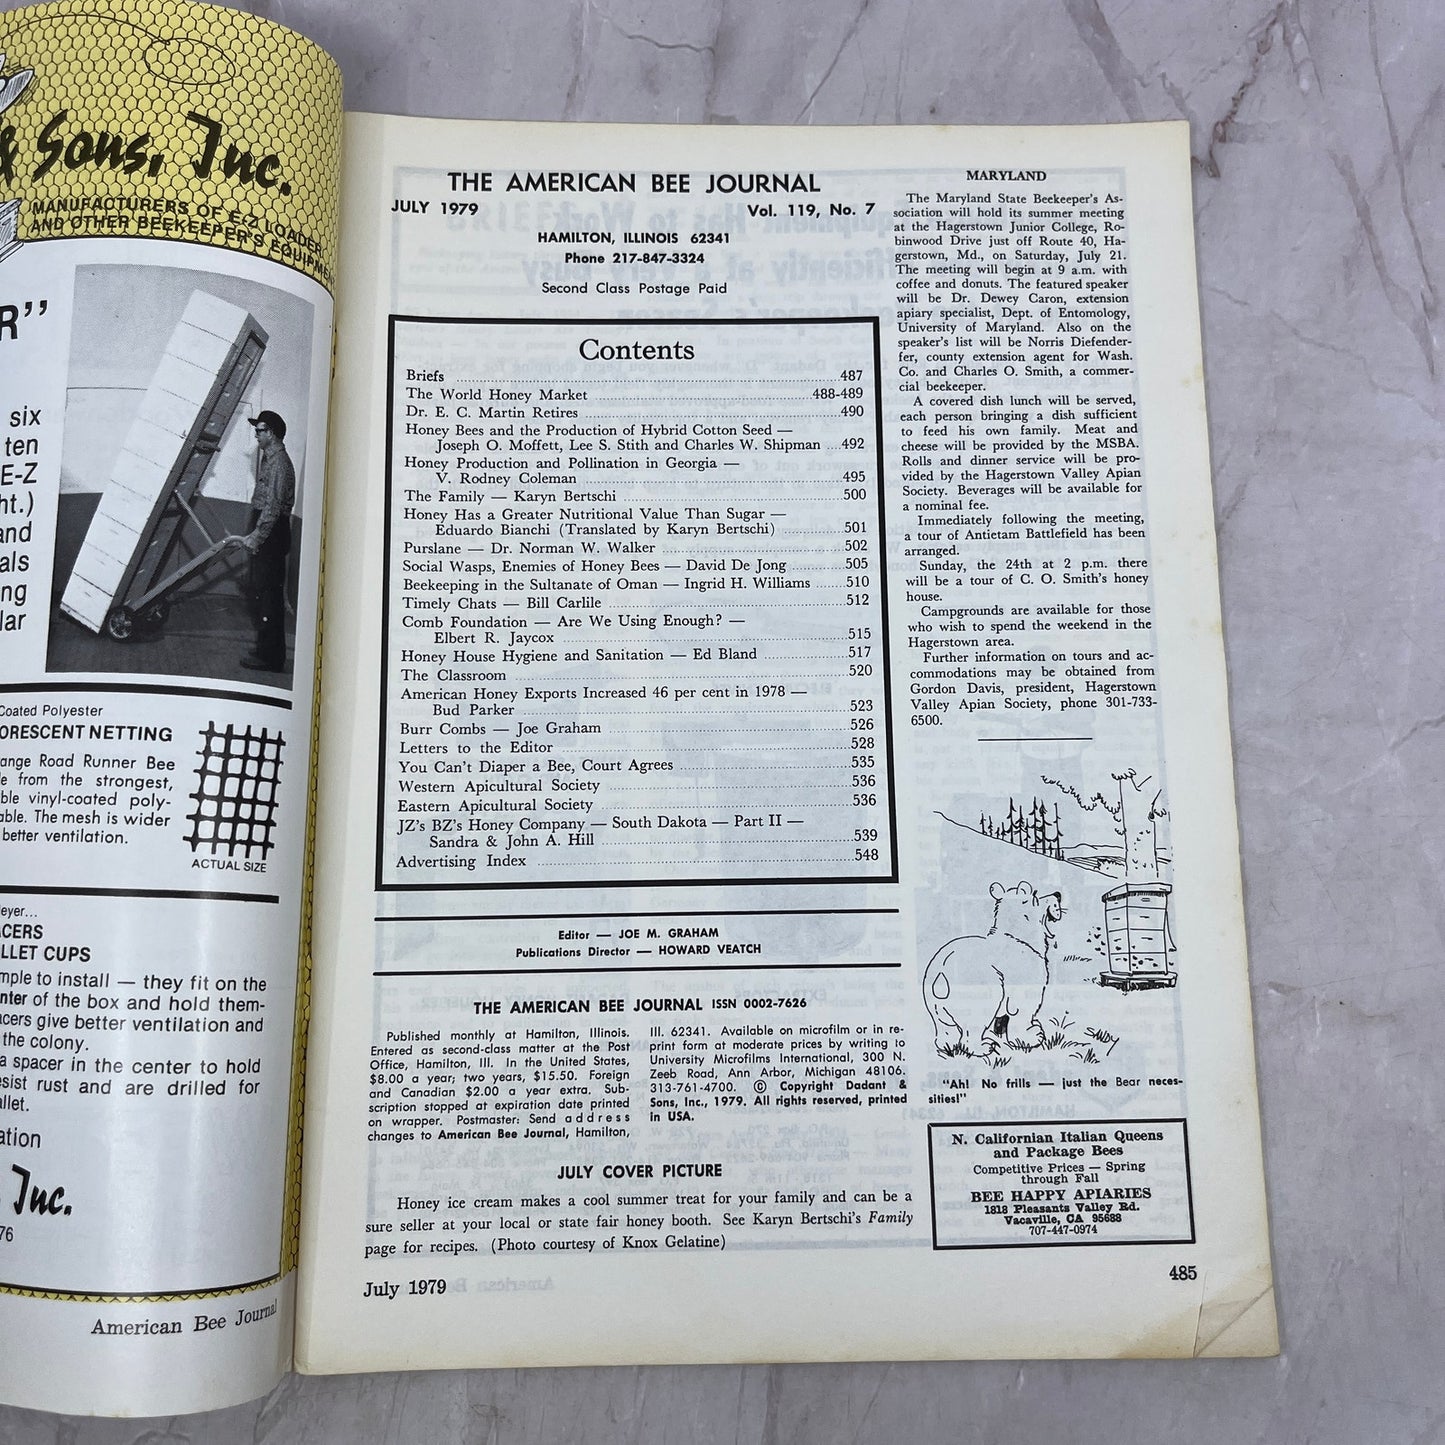 & Sons, Inc.
MANUFACTURERS OF E-Z LOADER
AND OTHER BEEKEEPER'S EQUIPMEN
R"
six
ten
E-Z
ht.)
and
als
ng
lar
Coated Polyester
ORESCENT NETTING
ange Road Runner Bee
le from the strongest,
ble vinyl-coated poly-
able. The mesh is wider
better ventilation.
ACTUAL SIZE
eyer...
ACERS
LLET CUPS
mple to install — they fit on the
nter of the box and hold them-
acers give better ventilation and
the colony.
a spacer in the center to hold
esist rust and are drilled for
allet.
ation
Inc.
76
American Bee Journal
THE AMERICAN BEE JOURNAL
JULY 1979 Vol. 119, No. 7
HAMILTON, ILLINOIS 62341
Phone 217-847-3324
Second Class Postage Paid
Contents
Briefs 487
The World Honey Market 488-489
Dr. E. C. Martin Retires 490
Honey Bees and the Production of Hybrid Cotton Seed —
Joseph O. Moffett, Lee S. Stith and Charles W. Shipman 492
Honey Production and Pollination in Georgia —
V. Rodney Coleman 495
The Family — Karyn Bertschi 500
Honey Has a Greater Nutritional Value Than Sugar —
Eduardo Bianchi (Translated by Karyn Bertschi) 501
Purslane — Dr. Norman W. Walker 502
Social Wasps, Enemies of Honey Bees — David De Jong 505
Beekeeping in the Sultanate of Oman — Ingrid H. Williams 510
Timely Chats — Bill Carlile 512
Comb Foundation — Are We Using Enough? —
Elbert R. Jaycox 515
Honey House Hygiene and Sanitation — Ed Bland 517
The Classroom 520
American Honey Exports Increased 46 per cent in 1978 —
Bud Parker 523
Burr Combs — Joe Graham 526
Letters to the Editor 528
You Can't Diaper a Bee, Court Agrees 535
Western Apicultural Society 536
Eastern Apicultural Society 536
JZ's BZ's Honey Company — South Dakota — Part II —
Sandra & John A. Hill 539
Advertising Index 548
Editor — JOE M. GRAHAM
Publications Director — HOWARD VEATCH
THE AMERICAN BEE JOURNAL ISSN 0002-7626
Published monthly at Hamilton, Illinois.
Entered as second-class matter at the Post
Office, Hamilton, Ill. In the United States,
$8.00 a year; two years, $15.50. Foreign
and Canadian $2.00 a year extra. Sub-
scription stopped at expiration date printed
on wrapper. Postmaster: Send address
changes to American Bee Journal, Hamilton,
Ill. 62341. Available on microfilm or in re-
print form at moderate prices by writing to
University Microfilms International, 300 N.
Zeeb Road, Ann Arbor, Michigan 48106.
313-761-4700. © Copyright Dadant &
Sons, Inc., 1979. All rights reserved, printed
in USA.
JULY COVER PICTURE
Honey ice cream makes a cool summer treat for your family and can be a
sure seller at your local or state fair honey booth. See Karyn Bertschi's Family
page for recipes. (Photo courtesy of Knox Gelatine)
July 1979
MARYLAND
The Maryland State Beekeeper's As-
sociation will hold its summer meeting
at the Hagerstown Junior College, Ro-
binwood Drive just off Route 40, Ha-
gerstown, Md., on Saturday, July 21.
The meeting will begin at 9 a.m. with
coffee and donuts. The featured speaker
will be Dr. Dewey Caron, extension
apiary specialist, Dept. of Entomology,
University of Maryland. Also on the
speaker's list will be Norris Diefender-
fer, county extension agent for Wash.
Co. and Charles O. Smith, a commer-
cial beekeeper.
A covered dish lunch will be served,
each person bringing a dish sufficient
to feed his own family. Meat and
cheese will be provided by the MSBA.
Rolls and dinner service will be pro-
vided by the Hagerstown Valley Apian
Society. Beverages will be available for
a nominal fee.
Immediately following the meeting,
a tour of Antietam Battlefield has been
arranged.
Sunday, the 24th at 2 p.m. there
will be a tour of C. O. Smith's honey
house.
Campgrounds are available for those
who wish to spend the weekend in the
Hagerstown area.
Further information on tours and ac-
commodations may be obtained from
Gordon Davis, president, Hagerstown
Valley Apian Society, phone 301-733-
6500.
SANDY
"Ah! No frills — just the Bear neces-
sities!"
N. Californian Italian Queens
and Package Bees
Competitive Prices — Spring
through Fall
BEE HAPPY APIARIES
1818 Pleasants Valley Rd.
Vacaville, CA 95688
707-447-0974
485